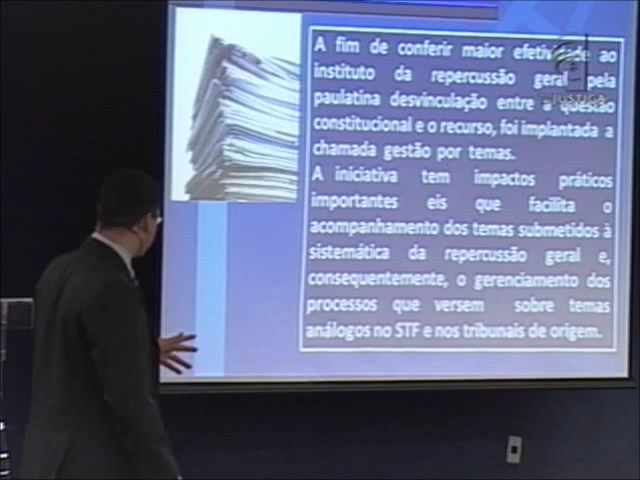 A fim de conferir maior efetividade ao
instituto da repercussão geral pela
paulatina desvinculação entre a questão
constitucional e o recurso, foi implantada a
chamada gestão por temas.
A iniciativa tem impactos práticos
importantes eis que facilita o
acompanhamento dos temas submetidos à
sistemática da repercussão geral e,
consequentemente, o gerenciamento dos
processos que versem sobre temas
análogos no STF e nos tribunais de origem.
JUSTIÇA